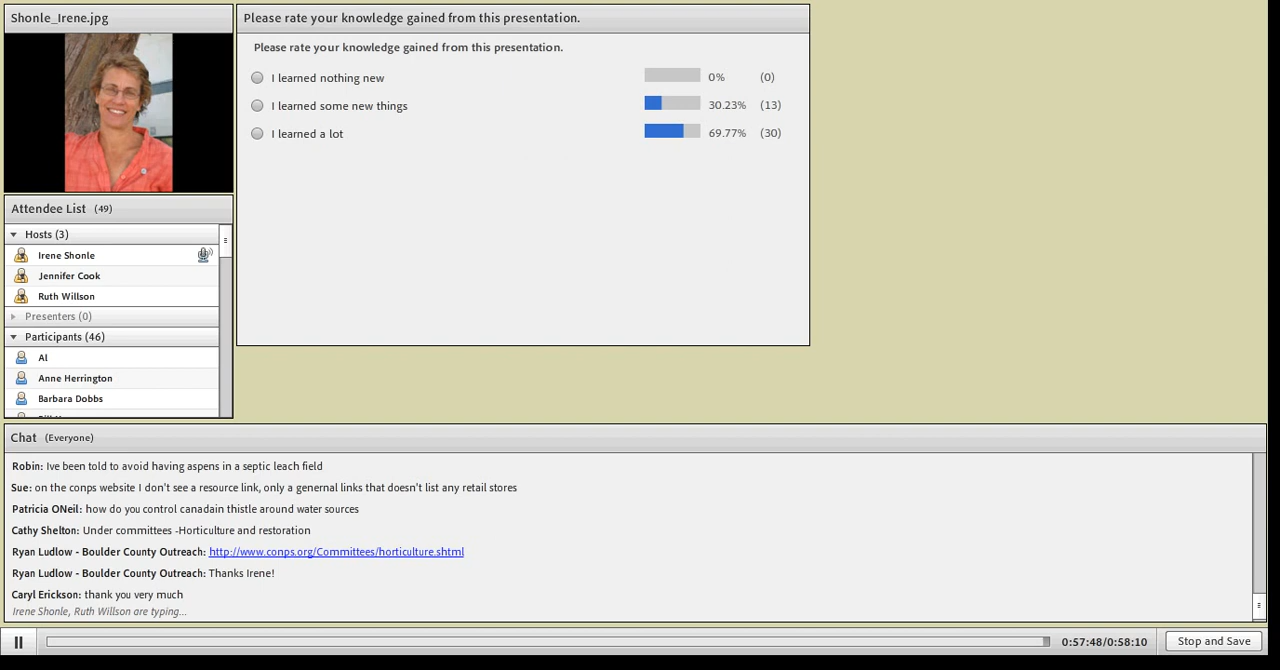 Shonle_Irene.jpg
Please rate your knowledge gained from this presentation.
Please rate your knowledge gained from this presentation.
I learned nothing new 0% (0)
I learned some new things 30.23% (13)
I learned a lot 69.77% (30)
Attendee List (49)
Hosts (3)
Irene Shonle
Jennifer Cook
Ruth Willson
Presenters (0)
Participants (46)
Al
Anne Herrington
Barbara Dobbs
Chat (Everyone)
Robin: Ive been told to avoid having aspens in a septic leach field
Sue: on the conps website I don't see a resource link, only a genernal links that doesn't list any retail stores
Patricia ONeil: how do you control canadain thistle around water sources
Cathy Shelton: Under committees -Horticulture and restoration
Ryan Ludlow - Boulder County Outreach: http://www.conps.org/Committees/horticulture.shtml
Ryan Ludlow - Boulder County Outreach: Thanks Irene!
Caryl Erickson: thank you very much
Irene Shonle, Ruth Willson are typing...
0:57:48/0:58:10 Stop and Save